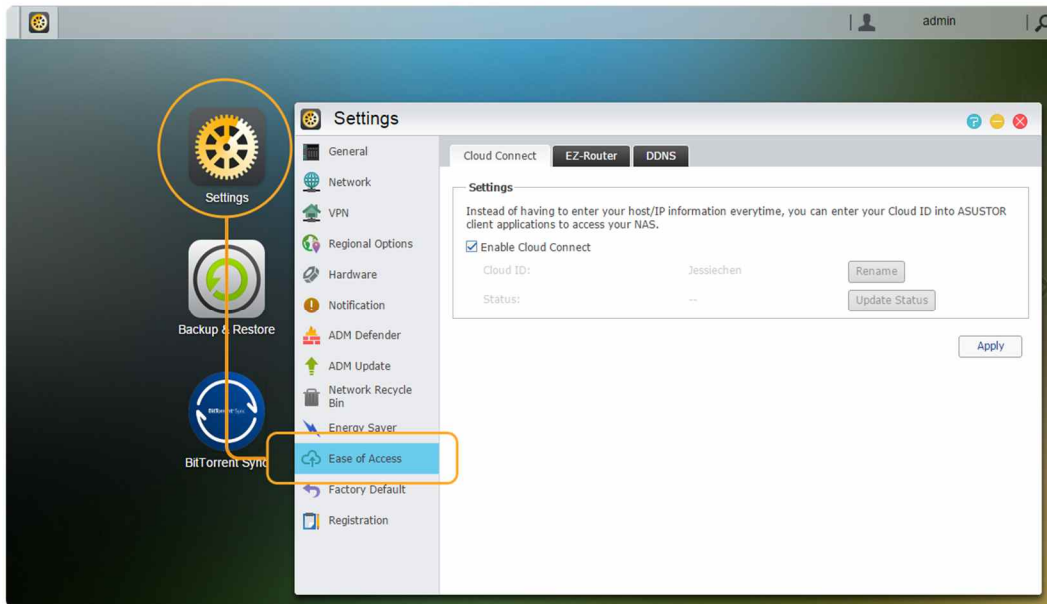 admin
Settings
Backup & Restore
BitTorrent Sync
BitTorrent Sync
Settings
General
Network
VPN
Regional Options
Hardware
Notification
ADM Defender
ADM Update
Network Recycle
Bin
Energy Saver
Ease of Access
Factory Default
Registration
Cloud Connect EZ-Router DDNS
Settings
Instead of having to enter your host/IP information everytime, you can enter your Cloud ID into ASUSTOR
client applications to access your NAS.
Enable Cloud Connect
Cloud ID: Jessiechen Rename
Status: -- Update Status
Apply